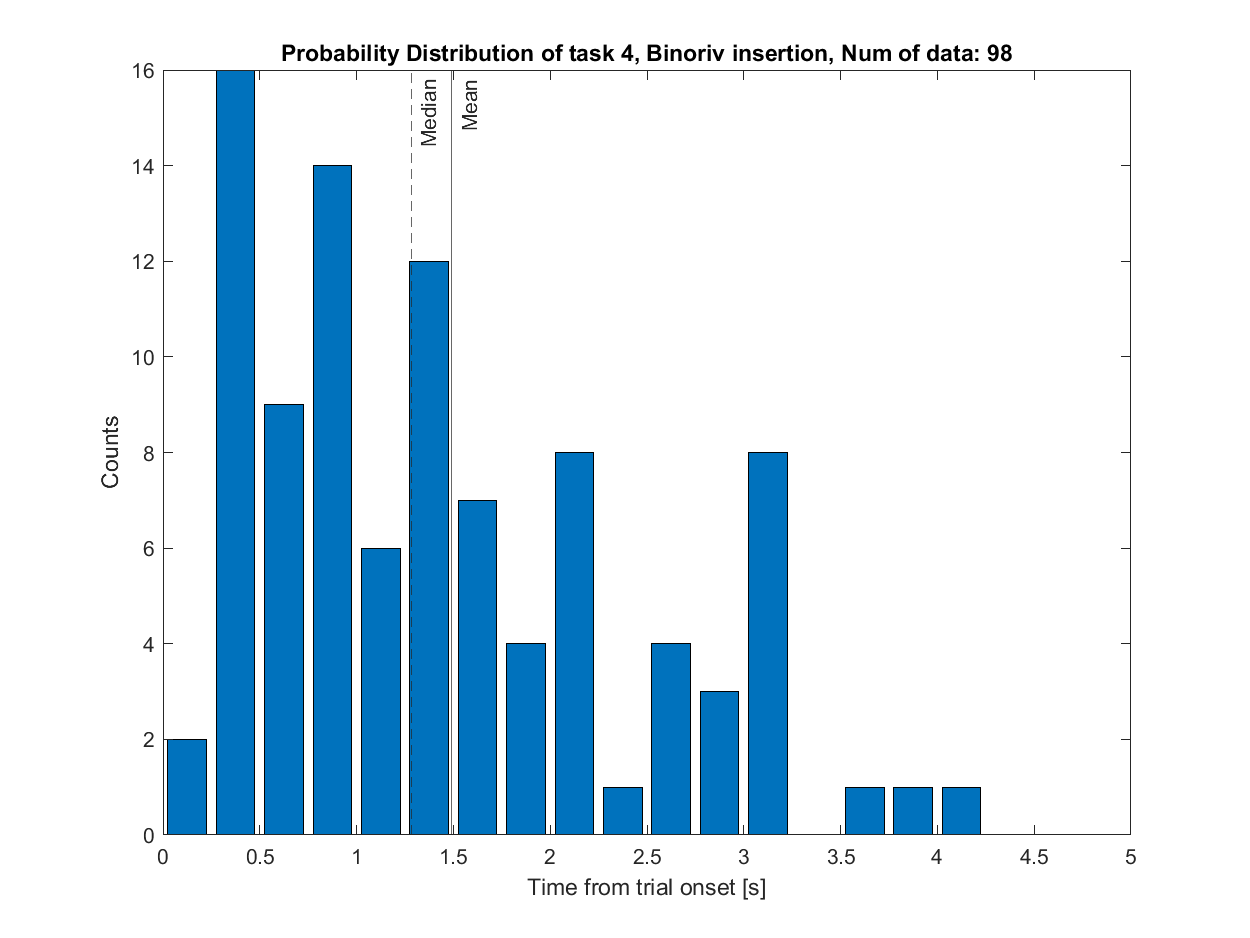 Probability Distribution of task 4, Binoriv insertion, Num of data: 98
Median
Mean
16
14
12
10
8
6
4
2
0
Counts
0 0.5 1 1.5 2 2.5 3 3.5 4 4.5 5
Time from trial onset [s]